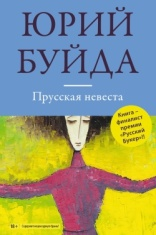 ЮРИЙ
БУЙДА
Прусская невеста
Книга –
финалист
премии
«Русский
Букер»!